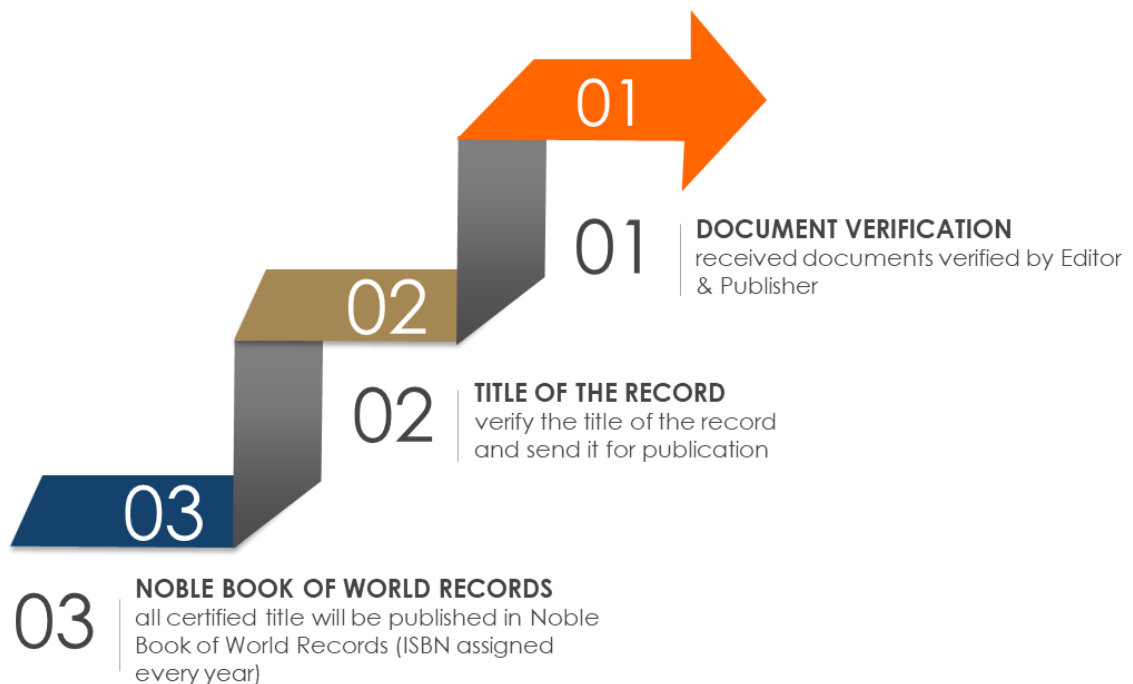 01
01
DOCUMENT VERIFICATION
received documents verified by Editor
& Publisher
02
02
TITLE OF THE RECORD
verify the title of the record
and send it for publication
03
03
NOBLE BOOK OF WORLD RECORDS
all certified title will be published in Noble
Book of World Records (ISBN assigned
every year)